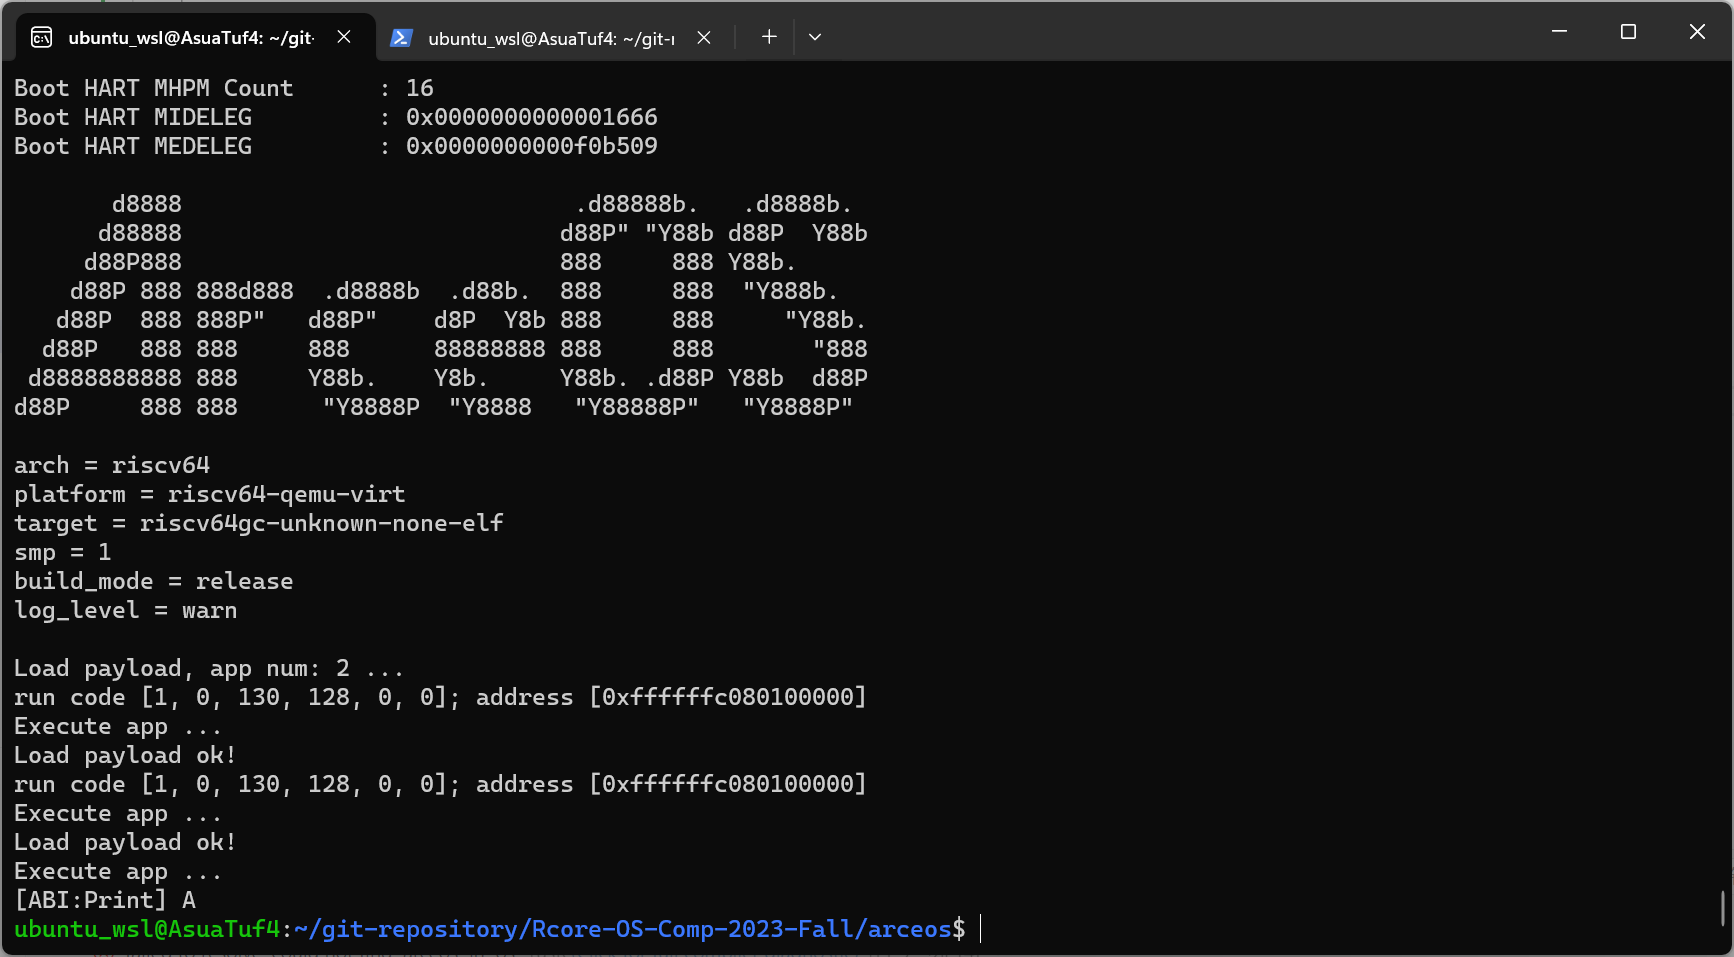 ubuntu_wsl@AsuaTuf4: ~/git-
ubuntu_wsl@AsuaTuf4: ~/git-r
Boot HART MHPM Count      : 16
Boot HART MIDELEG         : 0x0000000000001666
Boot HART MEDELEG         : 0x0000000000f0b509
       d8888                            .d88888b.   .d8888b.
      d88888                           d88P" "Y88b d88P  Y88b
     d88P888                           888     888 Y88b.
    d88P 888 888d888  .d8888b  .d88b.  888     888  "Y888b.
   d88P  888 888P"   d88P"    d8P  Y8b 888     888     "Y88b.
  d88P   888 888     888      88888888 888     888       "888
 d8888888888 888     Y88b.    Y8b.     Y88b. .d88P Y88b  d88P
d88P     888 888      "Y8888P  "Y8888   "Y88888P"   "Y8888P"
arch = riscv64
platform = riscv64-qemu-virt
target = riscv64gc-unknown-none-elf
smp = 1
build_mode = release
log_level = warn
Load payload, app num: 2 ...
run code [1, 0, 130, 128, 0, 0]; address [0xffffffc080100000]
Execute app ...
Load payload ok!
run code [1, 0, 130, 128, 0, 0]; address [0xffffffc080100000]
Execute app ...
Load payload ok!
Execute app ...
[ABI:Print] A
ubuntu_wsl@AsuaTuf4:~/git-repository/Rcore-OS-Comp-2023-Fall/arceos$